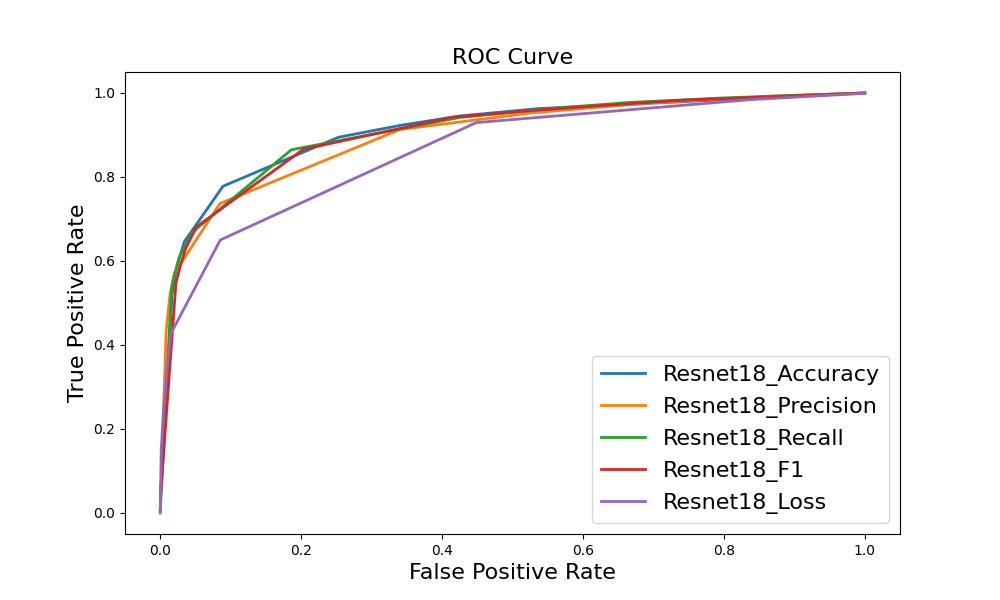 ROC Curve
True Positive Rate
1.0
0.8
0.6
0.4
0.2
0.0
Resnet18_Accuracy
Resnet18_Precision
Resnet18_Recall
Resnet18_F1
Resnet18_Loss
0.0 0.2 0.4 0.6 0.8 1.0
False Positive Rate